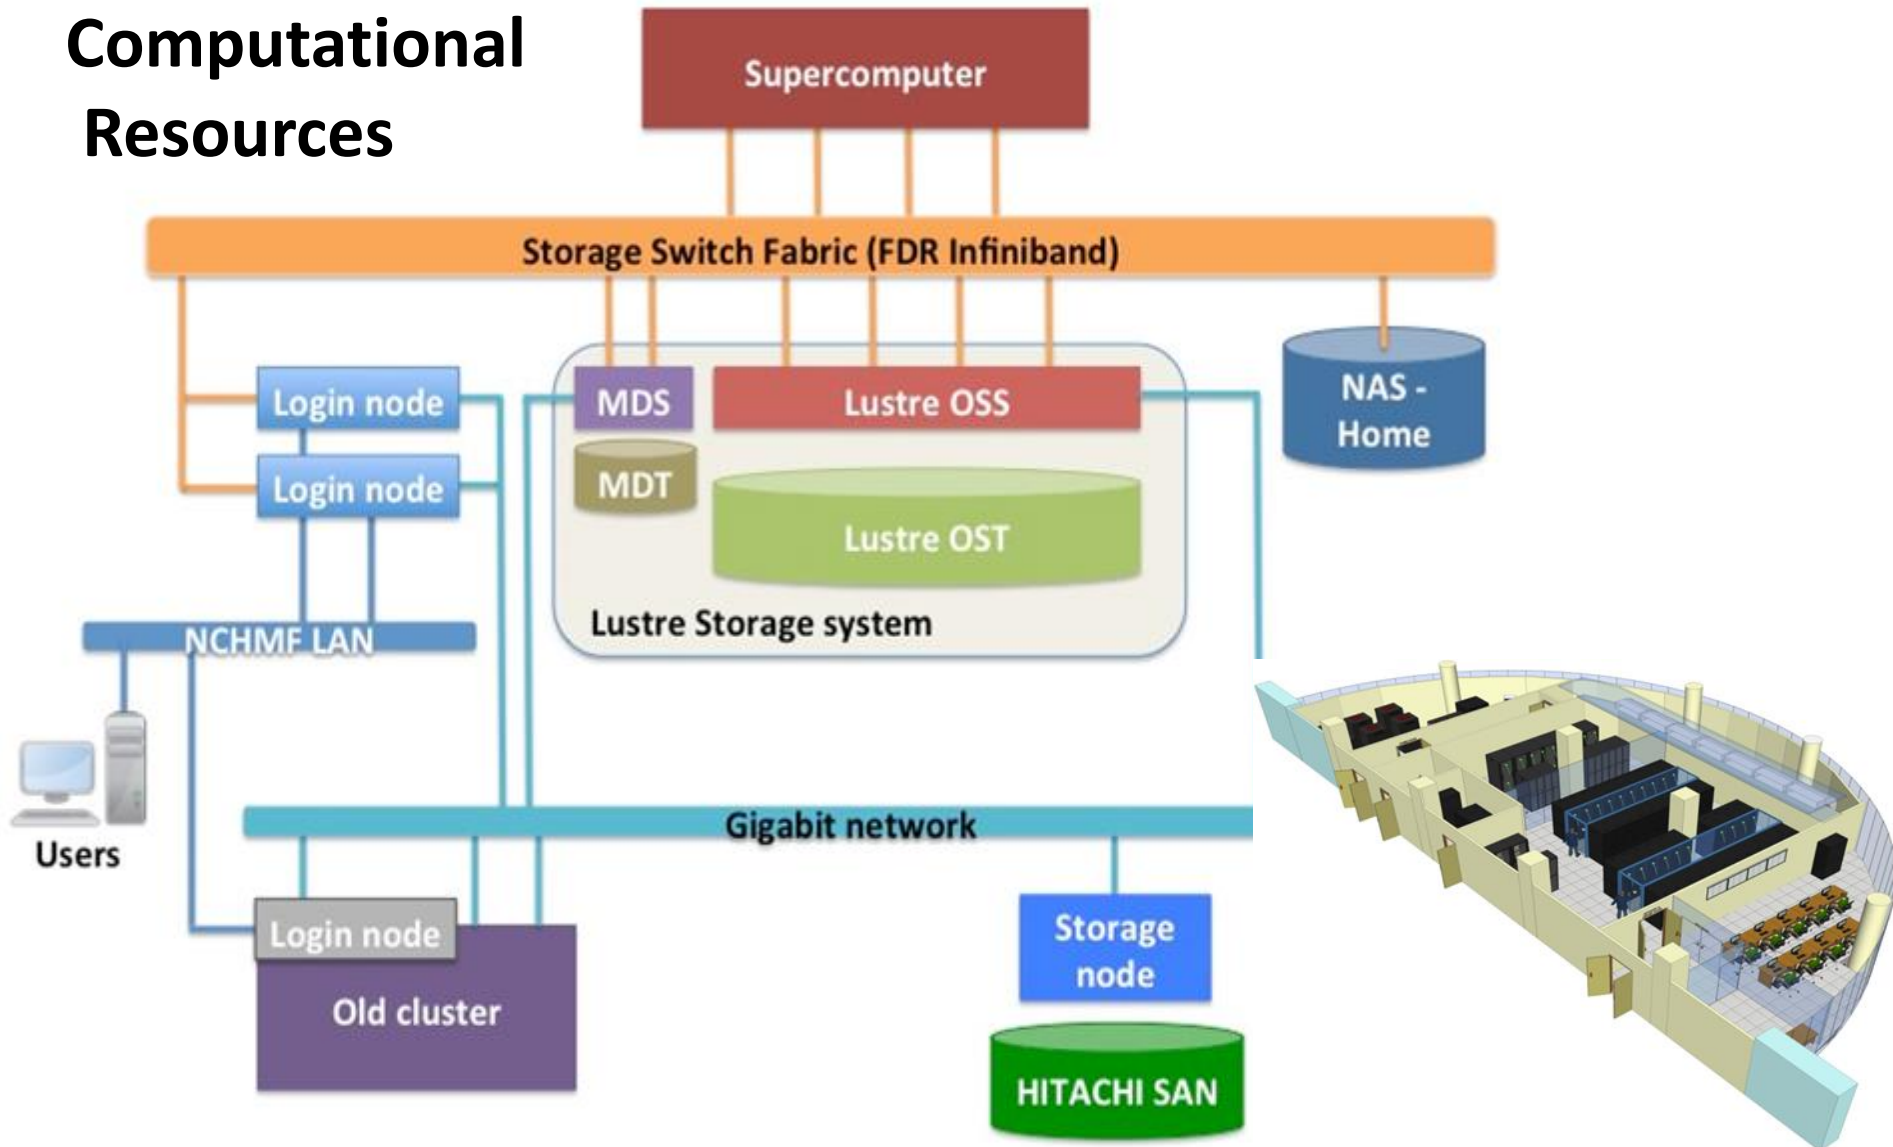 Computational
Resources
Supercomputer
Storage Switch Fabric (FDR Infiniband)
Login node
MDS
Lustre OSS
NAS -
Home
Login node
MDT
Lustre OST
Lustre Storage system
NCHMF LAN
Users
Gigabit network
Login node
Old cluster
Storage
node
HITACHI SAN